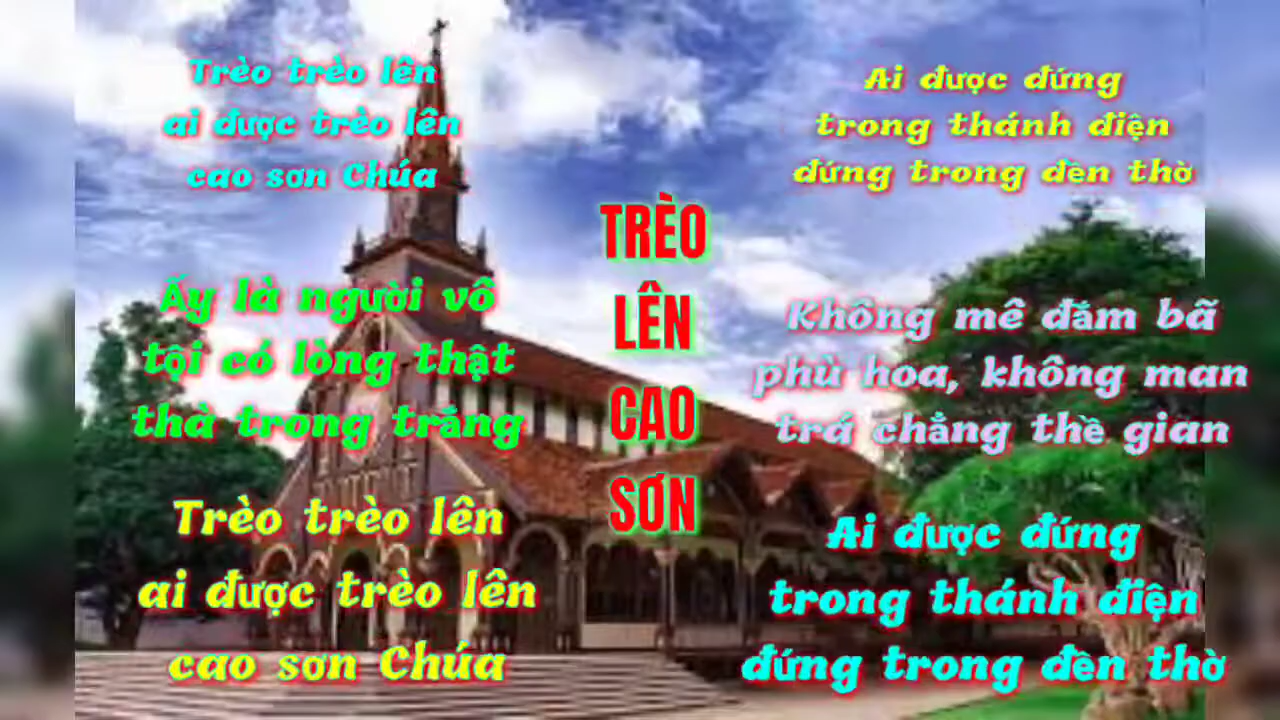 Trèo trèo lên
ai được trèo lên
cao sơn Chúa
Ai được đứng
trong thánh điện
đứng trong đền thờ
TRÈO
LÊN
CAO
SƠN
Ấy là người vô
tội có lòng thật
thà trong trắng
Không mê đắm bã
phù hoa, không man
trá chẳng thề gian
Trèo trèo lên
ai được trèo lên
cao sơn Chúa
Ai được đứng
trong thánh điện
đứng trong đền thờ